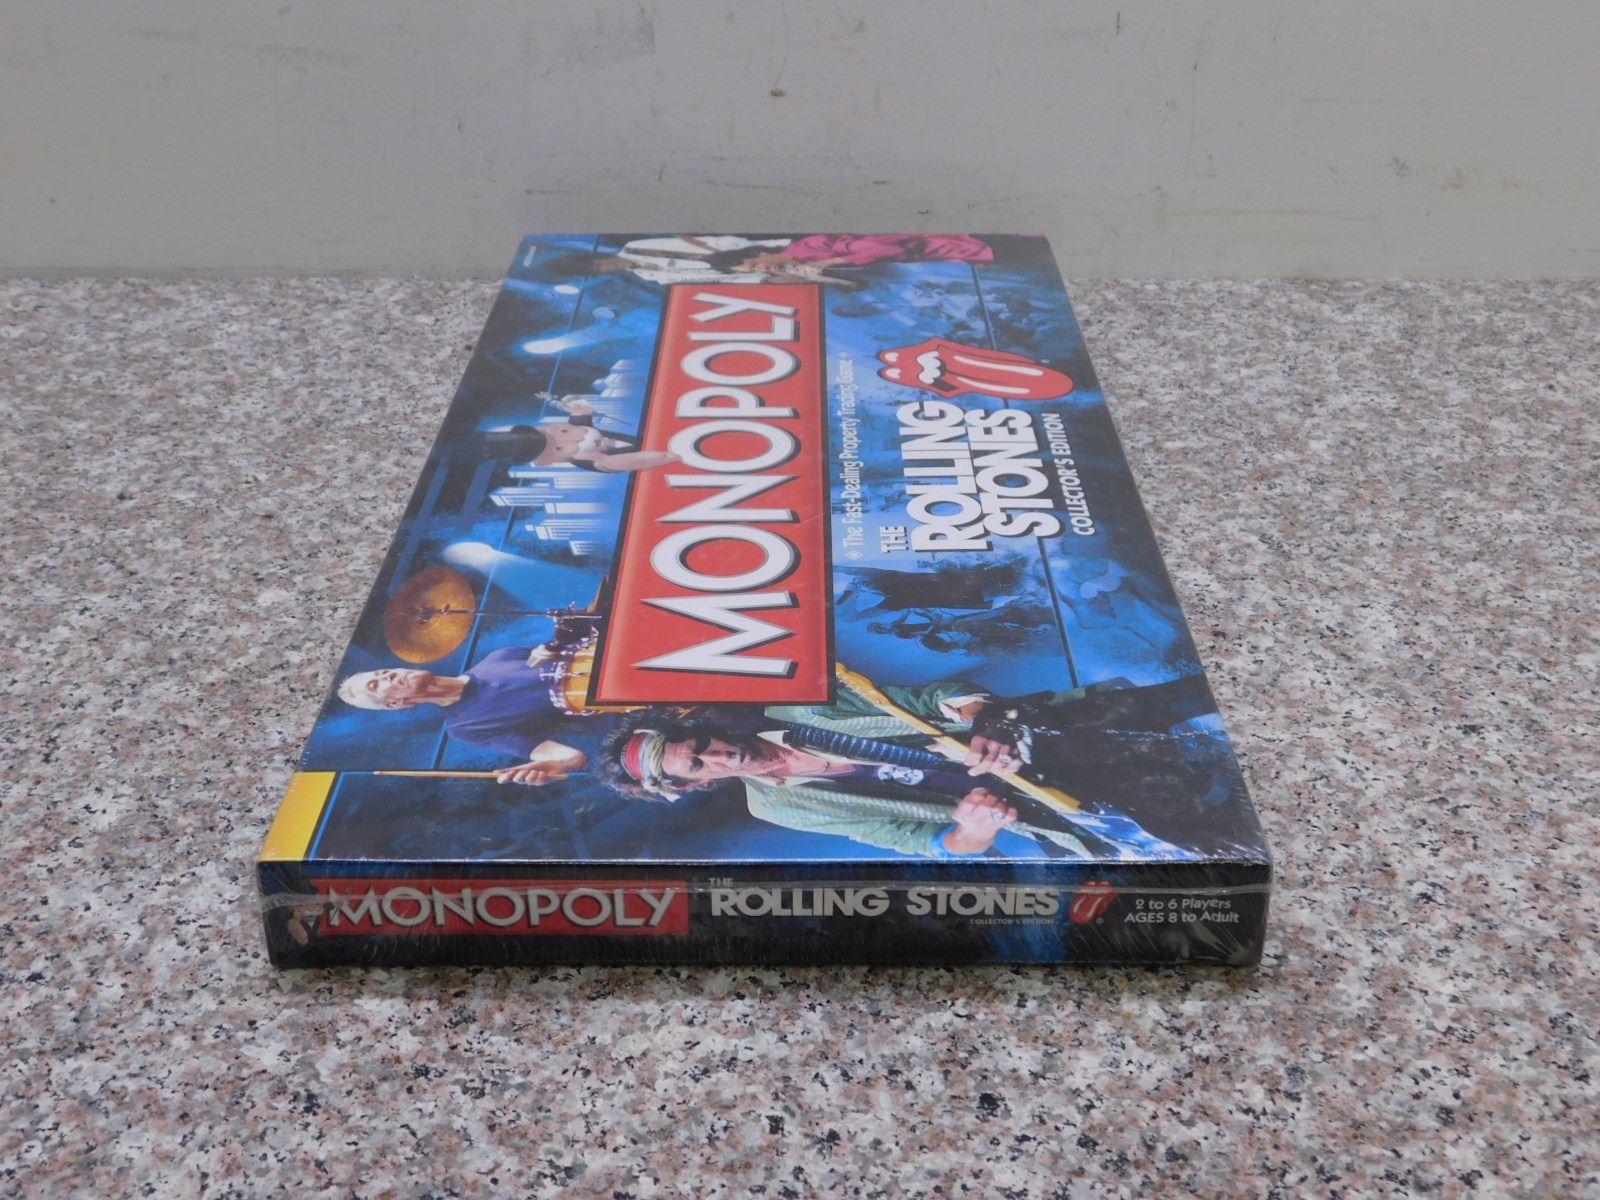 MONOPOLY
The Fast-Dealing Property Trading Game
THE
ROLLING
STONES
COLLECTOR'S EDITION
MONOPOLY
THE
ROLLING STONES
COLLECTOR'S EDITION
2 to 6 Players
AGES 8 to Adult